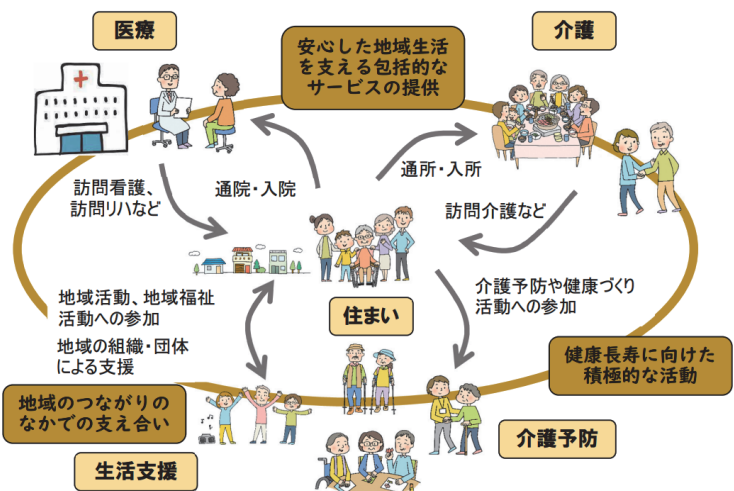 医療
安心した地域生活
を支える包括的な
サービスの提供
介護
訪問看護、
訪問リハなど
通院・入院
通所・入所
訪問介護など
地域活動、地域福祉
活動への参加
地域の組織・団体
による支援
住まい
介護予防や健康づくり
活動への参加
健康長寿に向けた
積極的な活動
地域のつながりの
なかでの支え合い
生活支援
介護予防